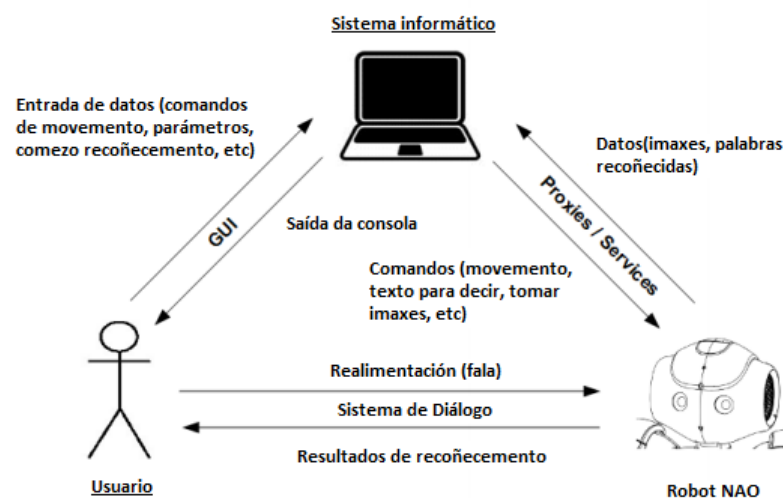 Sistema informático
Entrada de datos (comandos
de movemento, parámetros,
comezo recoñecemento, etc)
Datos(imaxes, palabras
recoñecidas)
GUI
Saída da consola
Proxies / Services
Comandos (movemento,
texto para decir, tomar
imaxes, etc)
Realimentación (fala)
Sistema de Diálogo
Resultados de recoñecemento
Usuario
Robot NAO